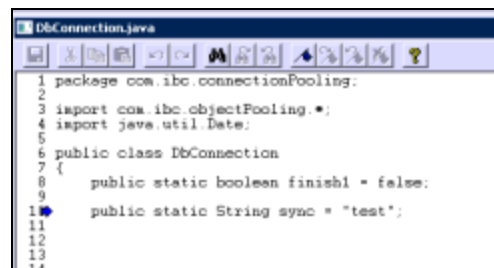 DbConnection.java
1 package com.ibc.connectionPooling;
2
3 import com.ibc.objectPooling.*;
4 import java.util.Date;
5
6 public class DbConnection
7 {
8 public static boolean finish1 = false;
9
10 public static String sync = "test";
11
12
13
14